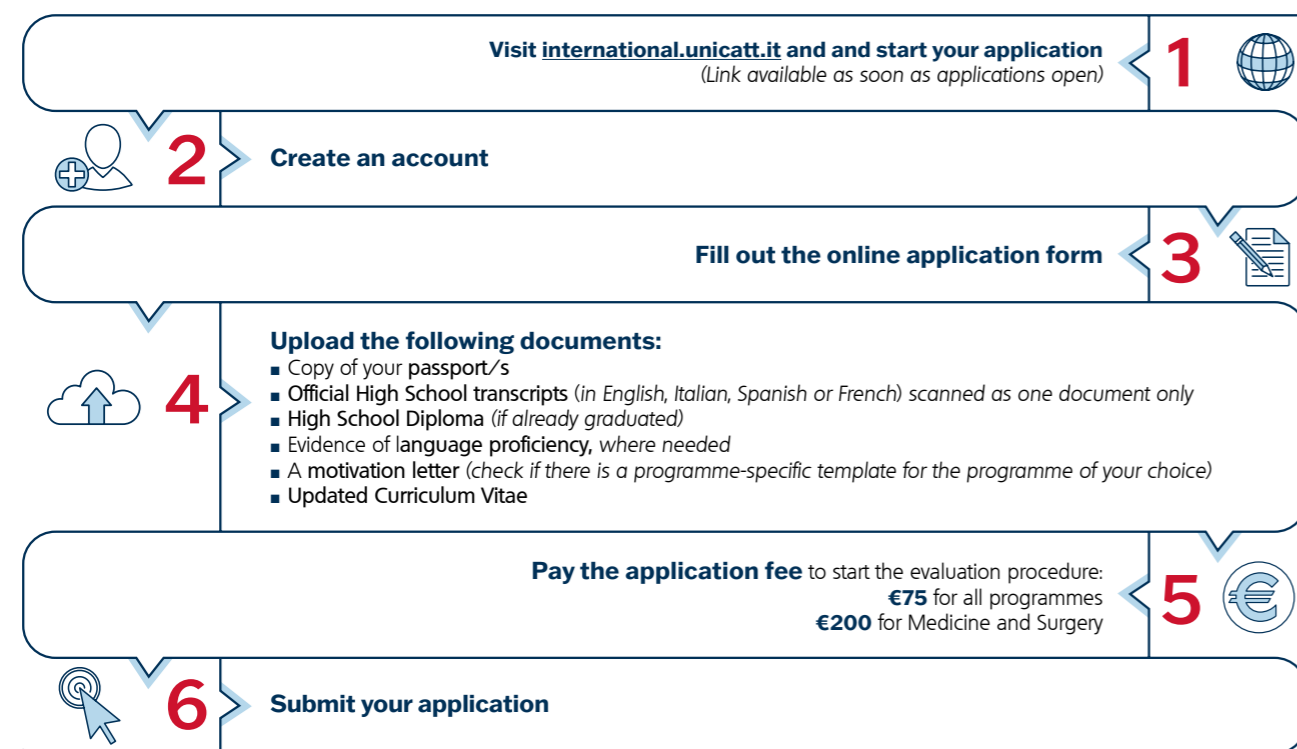 Visit international.unicatt.it and and start your application
(Link available as soon as applications open)
1
2
Create an account
Fill out the online application form
3
4
Upload the following documents:
■ Copy of your passport/s
■ Official High School transcripts (in English, Italian, Spanish or French) scanned as one document only
■ High School Diploma (if already graduated)
■ Evidence of language proficiency, where needed
■ A motivation letter (check if there is a programme-specific template for the programme of your choice)
■ Updated Curriculum Vitae
Pay the application fee to start the evaluation procedure:
€75 for all programmes
€200 for Medicine and Surgery
5
€
6
Submit your application